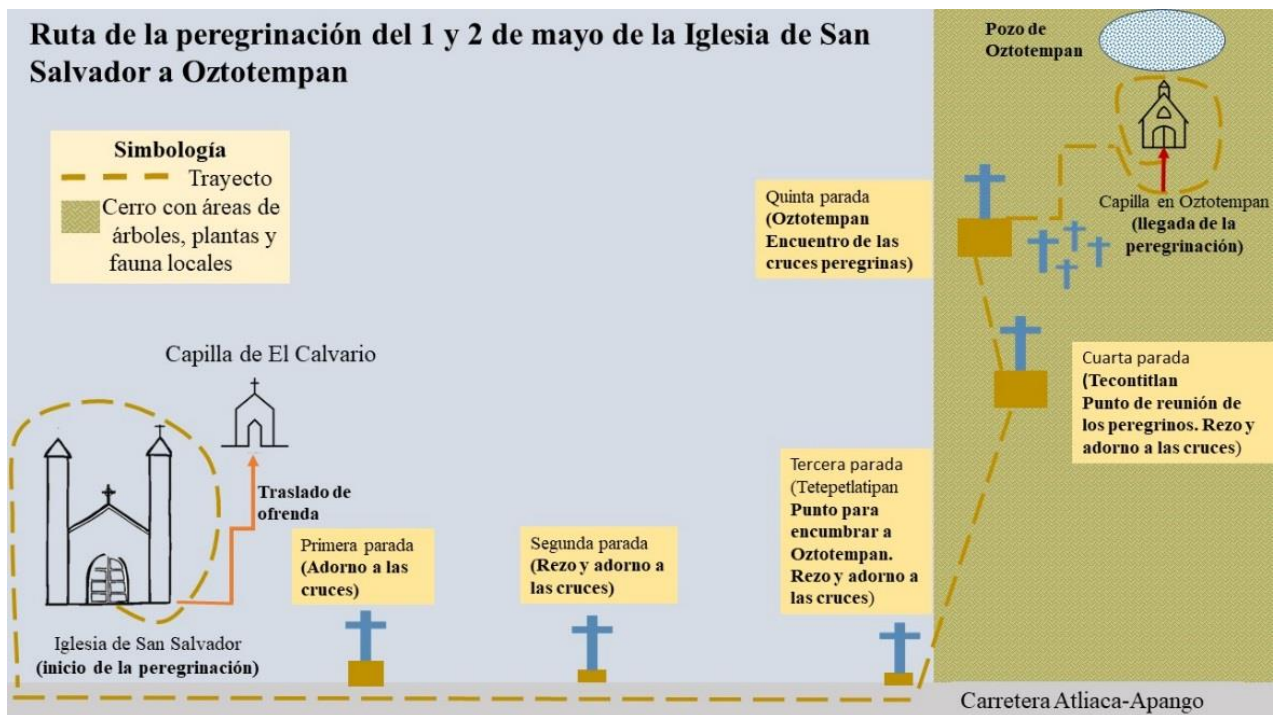 Ruta de la peregrinación del 1 y 2 de mayo de la Iglesia de San
Salvador a Oztotempan
Simbología
Trayecto
Cerro con áreas de
árboles, plantas y
fauna locales
Pozo de
Oztotempan
Quinta parada
(Oztotempan
Encuentro de las
cruces peregrinas)
Capilla en Oztotempan
(llegada de la
peregrinación)
Capilla de El Calvario
Cuarta parada
(Tecontitlan
Punto de reunión de
los peregrinos. Rezo y
adorno a las cruces)
Traslado de
ofrenda
Primera parada
(Adorno a las
cruces)
Segunda parada
(Rezo y adorno a
las cruces)
Tercera parada
(Tetepetlatipan
Punto para
encumbrar a
Oztotempan.
Rezo y adorno a
las cruces)
Iglesia de San Salvador
(inicio de la peregrinación)
Carretera Atliaca-Apango